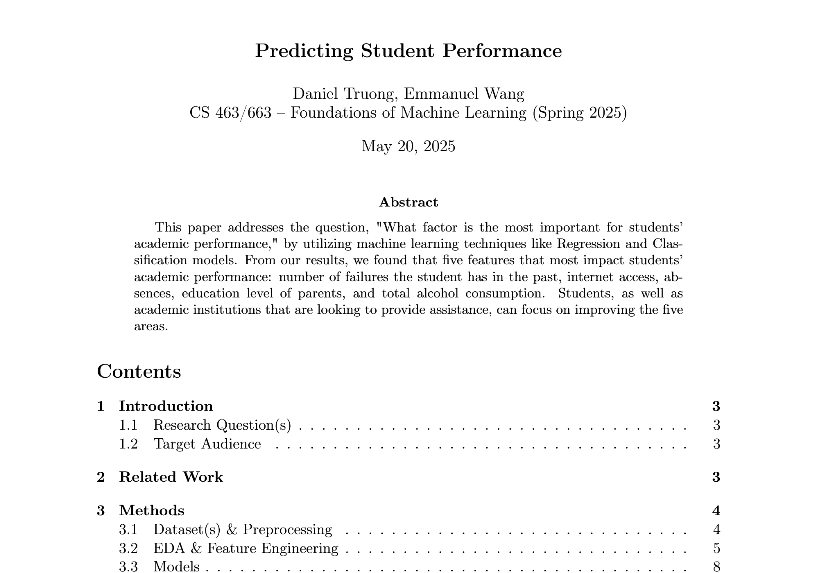 Predicting Student Performance
Daniel Truong, Emmanuel Wang
CS 463/663 – Foundations of Machine Learning (Spring 2025)
May 20, 2025
Abstract
This paper addresses the question, "What factor is the most important for students'
academic performance," by utilizing machine learning techniques like Regression and Clas-
sification models. From our results, we found that five features that most impact students'
academic performance: number of failures the student has in the past, internet access, ab-
sences, education level of parents, and total alcohol consumption. Students, as well as
academic institutions that are looking to provide assistance, can focus on improving the five
areas.
Contents
1 Introduction 3
1.1 Research Question(s) . . . . . . . . . . . . . . . . . . . . . . . . . . . . . . . . . . 3
1.2 Target Audience . . . . . . . . . . . . . . . . . . . . . . . . . . . . . . . . . . . . 3
2 Related Work 3
3 Methods 4
3.1 Dataset(s) & Preprocessing . . . . . . . . . . . . . . . . . . . . . . . . . . . . . . 4
3.2 EDA & Feature Engineering . . . . . . . . . . . . . . . . . . . . . . . . . . . . . . 5
3.3 Models . . . . . . . . . . . . . . . . . . . . . . . . . . . . . . . . . . . . . . . . . . 8